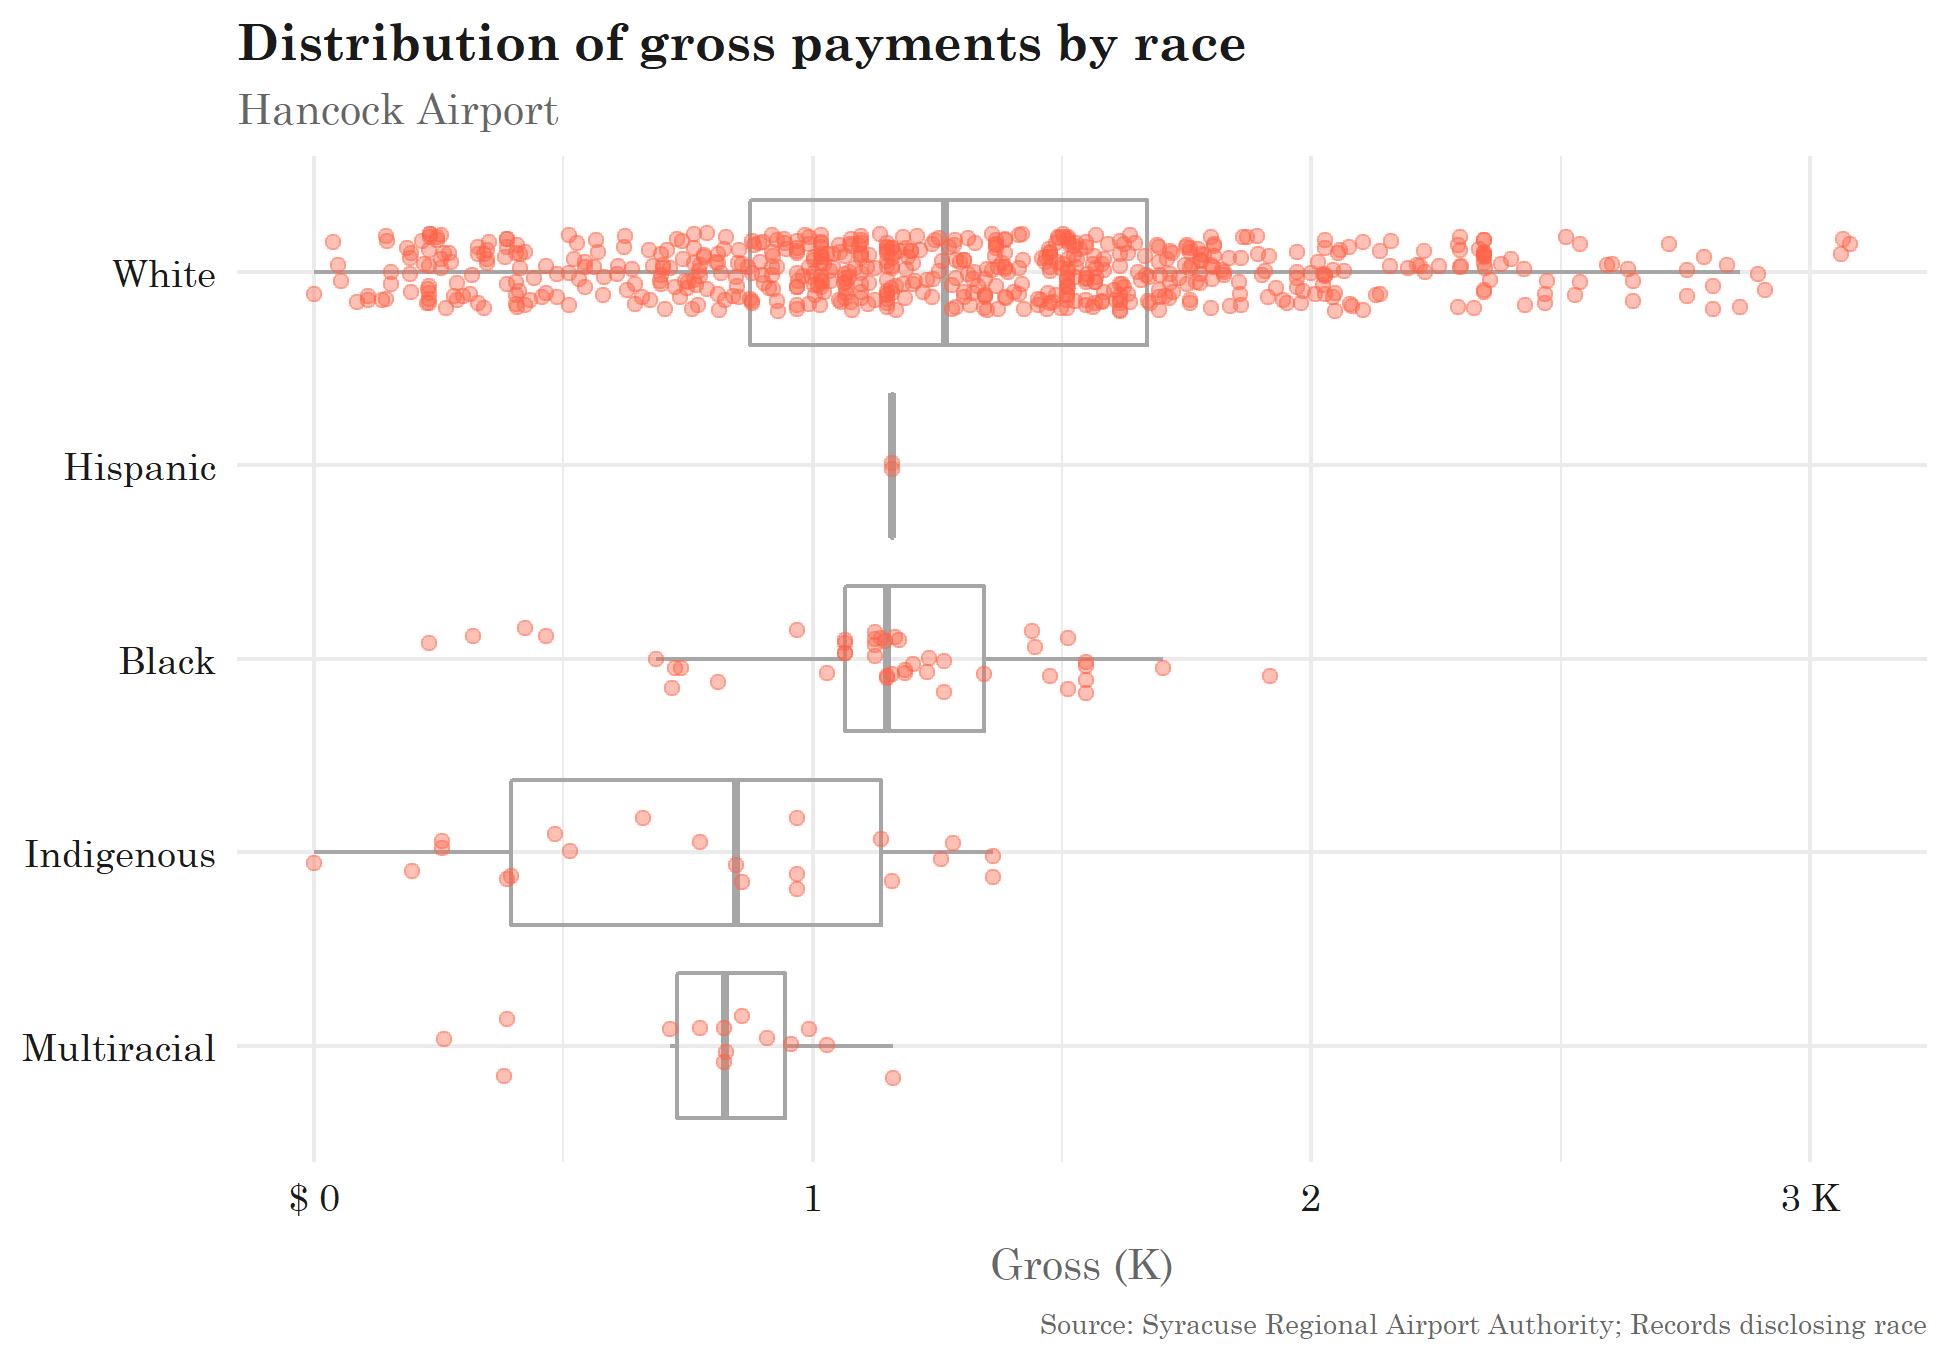 Distribution of gross payments by race
Hancock Airport
White
Hispanic
Black
Indigenous
Multiracial
$ 0 1 2 3 K
Gross (K)
Source: Syracuse Regional Airport Authority; Records disclosing race